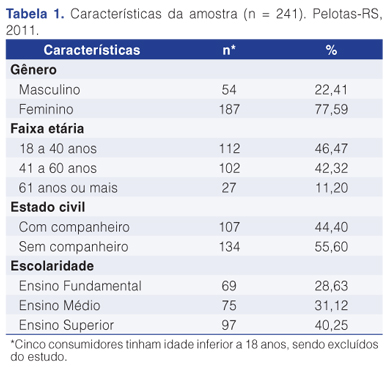 Tabela 1. Características da amostra (n = 241). Pelotas-RS,
2011.
Características n* %
Gênero
Masculino 54 22,41
Feminino 187 77,59
Faixa etária
18 a 40 anos 112 46,47
41 a 60 anos 102 42,32
61 anos ou mais 27 11,20
Estado civil
Com companheiro 107 44,40
Sem companheiro 134 55,60
Escolaridade
Ensino Fundamental 69 28,63
Ensino Médio 75 31,12
Ensino Superior 97 40,25
*Cinco consumidores tinham idade inferior a 18 anos, sendo excluídos
do estudo.